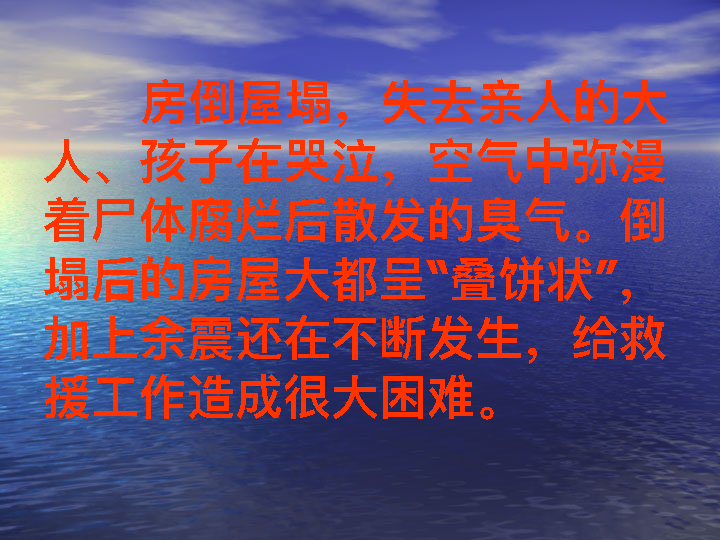 房倒屋塌，失去亲人的大
人、孩子在哭泣，空气中弥漫
着尸体腐烂后散发的臭气。倒
塌后的房屋大都呈“叠饼状”，
加上余震还在不断发生，给救
援工作造成很大困难。